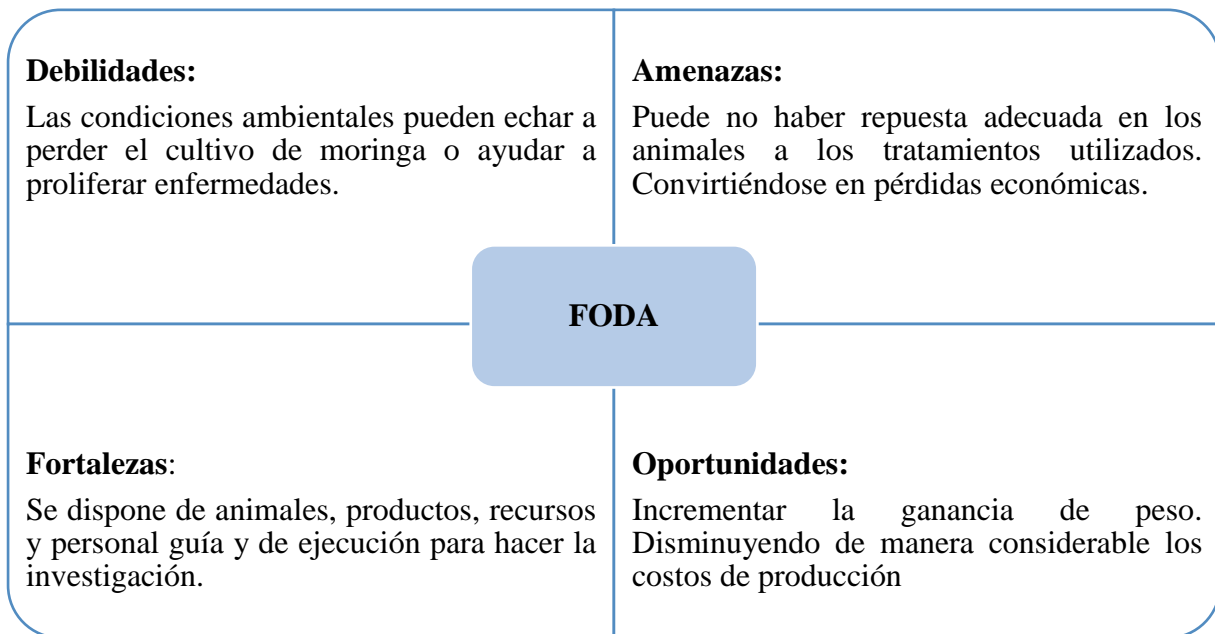 Debilidades:
Las condiciones ambientales pueden echar a
perder el cultivo de moringa o ayudar a
proliferar enfermedades.
Amenazas:
Puede no haber repuesta adecuada en los
animales a los tratamientos utilizados.
Convirtiéndose en pérdidas económicas.
FODA
Fortalezas:
Se dispone de animales, productos, recursos
y personal guía y de ejecución para hacer la
investigación.
Oportunidades:
Incrementar la ganancia de peso.
Disminuyendo de manera considerable los
costos de producción